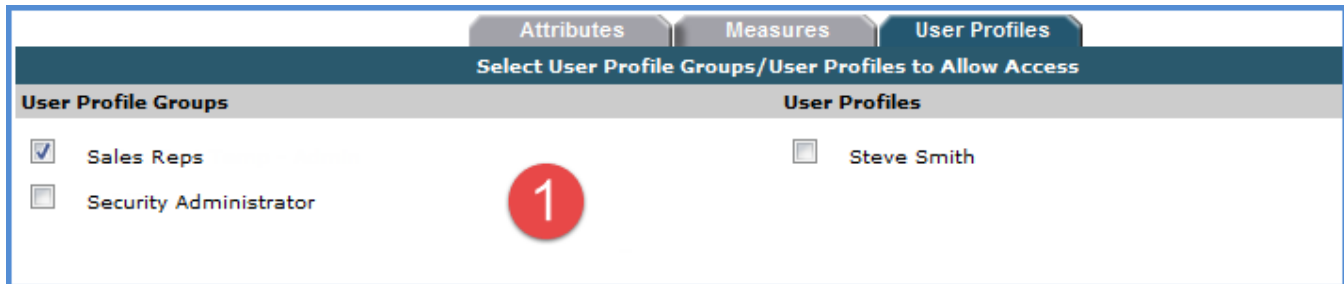 Attributes Measures User Profiles
Select User Profile Groups/User Profiles to Allow Access
User Profile Groups User Profiles
Sales Reps Steve Smith
Security Administrator
1